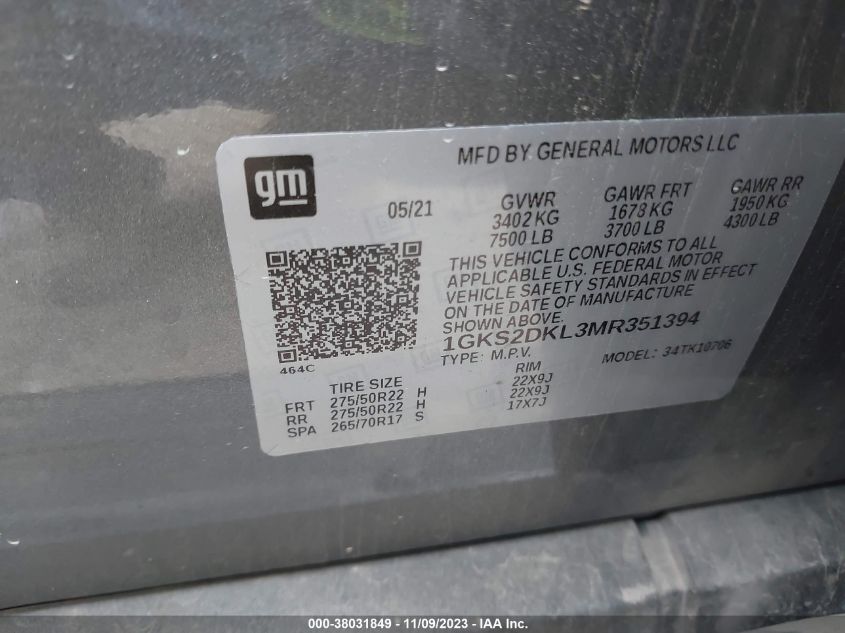 MFD BY GENERAL MOTORS LLC
gm
05/21
GVWR GAWR FRT GAWR RR
3402 KG 1678 KG 1950 KG
7500 LB 3700 LB 4300 LB
THIS VEHICLE CONFORMS TO ALL
APPLICABLE U.S. FEDERAL MOTOR
VEHICLE SAFETY STANDARDS IN EFFECT
ON THE DATE OF MANUFACTURE
SHOWN ABOVE.
1GKS2DKL3MR351394
TYPE: M.P.V. MODEL: 34TK10706
464C
TIRE SIZE RIM
FRT 275/50R22 H 22X9J
RR 275/50R22 H 22X9J
SPA 265/70R17 S 17X7J
000-38031849 - 11/09/2023 - IAA Inc.